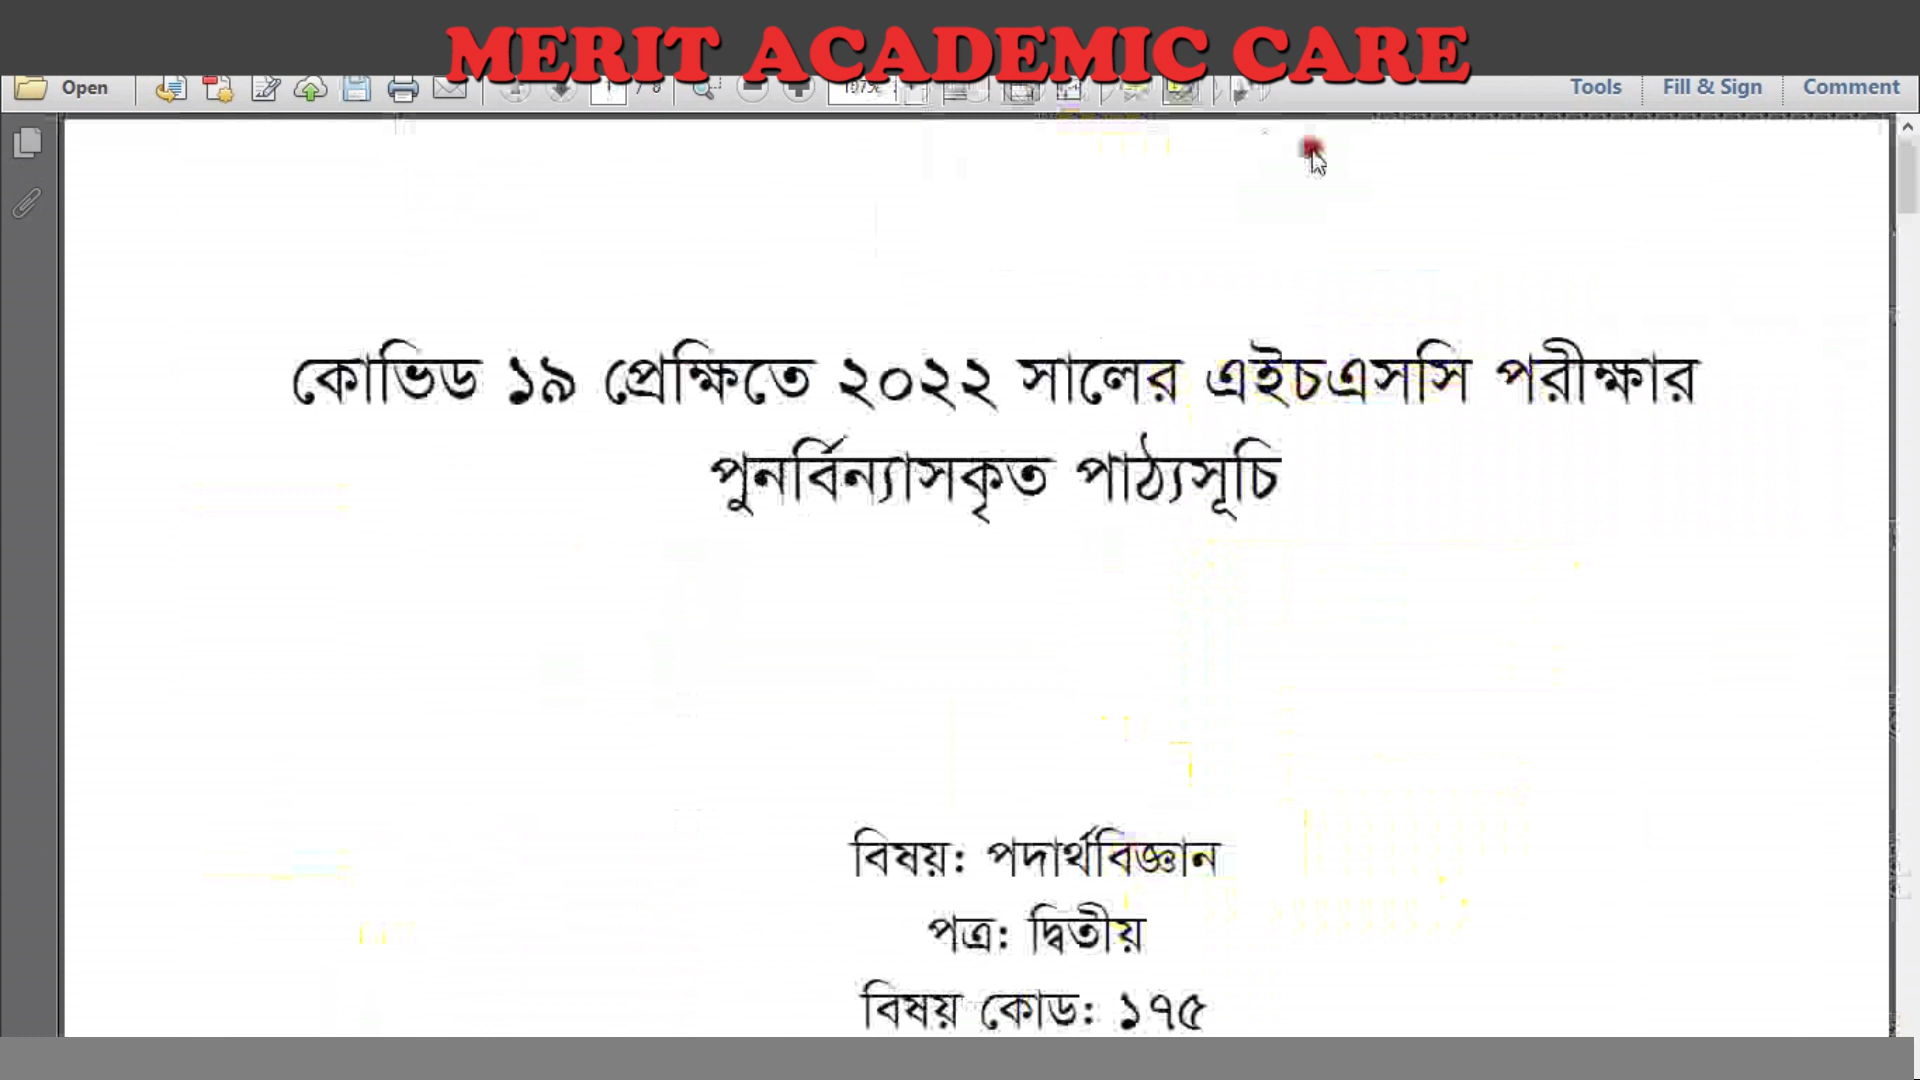 MERIT ACADEMIC CARE
Open
Tools
Fill & Sign
Comment
কোভিড ১৯ প্রেক্ষিতে ২০২২ সালের এইচএসসি পরীক্ষার
পুনর্বিন্যাসকৃত পাঠ্যসূচি
বিষয়: পদার্থবিজ্ঞান
পত্র: দ্বিতীয়
বিষয় কোড: ১৭৫